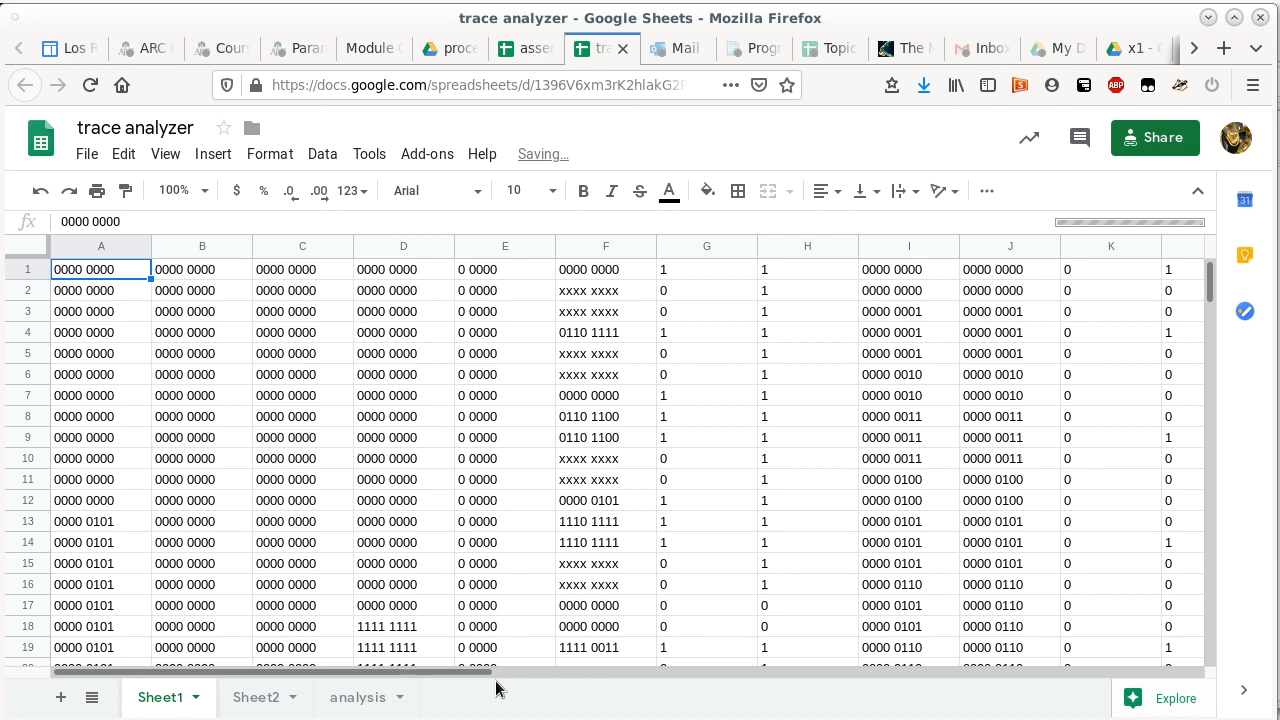 trace analyzer - Google Sheets - Mozilla Firefox
Los R ARC Cour Para Module proce asse tra Mail Progr Topic The Inbox My D x1 - G
https://docs.google.com/spreadsheets/d/1396V6xm3rK2hlakG2P
trace analyzer
File Edit View Insert Format Data Tools Add-ons Help Saving...
Share
100% $ % .0 .00 123 Arial 10 B I S A
fx 0000 0000
31
A B C D E F G H I J K
1 0000 0000 0000 0000 0000 0000 0000 0000 0 0000 0000 0000 1 1 0000 0000 0000 0000 0 1
2 0000 0000 0000 0000 0000 0000 0000 0000 0 0000 xxxx xxxx 0 1 0000 0000 0000 0000 0 0
3 0000 0000 0000 0000 0000 0000 0000 0000 0 0000 xxxx xxxx 0 1 0000 0001 0000 0001 0 0
4 0000 0000 0000 0000 0000 0000 0000 0000 0 0000 0110 1111 1 1 0000 0001 0000 0001 0 1
5 0000 0000 0000 0000 0000 0000 0000 0000 0 0000 xxxx xxxx 0 1 0000 0001 0000 0001 0 0
6 0000 0000 0000 0000 0000 0000 0000 0000 0 0000 xxxx xxxx 0 1 0000 0010 0000 0010 0 0
7 0000 0000 0000 0000 0000 0000 0000 0000 0 0000 0000 0000 1 1 0000 0010 0000 0010 0 0
8 0000 0000 0000 0000 0000 0000 0000 0000 0 0000 0110 1100 1 1 0000 0011 0000 0011 0 0
9 0000 0000 0000 0000 0000 0000 0000 0000 0 0000 0110 1100 1 1 0000 0011 0000 0011 0 1
10 0000 0000 0000 0000 0000 0000 0000 0000 0 0000 xxxx xxxx 0 1 0000 0011 0000 0011 0 0
11 0000 0000 0000 0000 0000 0000 0000 0000 0 0000 xxxx xxxx 0 1 0000 0100 0000 0100 0 0
12 0000 0000 0000 0000 0000 0000 0000 0000 0 0000 0000 0101 1 1 0000 0100 0000 0100 0 0
13 0000 0101 0000 0000 0000 0000 0000 0000 0 0000 1110 1111 1 1 0000 0101 0000 0101 0 0
14 0000 0101 0000 0000 0000 0000 0000 0000 0 0000 1110 1111 1 1 0000 0101 0000 0101 0 1
15 0000 0101 0000 0000 0000 0000 0000 0000 0 0000 xxxx xxxx 0 1 0000 0101 0000 0101 0 0
16 0000 0101 0000 0000 0000 0000 0000 0000 0 0000 xxxx xxxx 0 1 0000 0110 0000 0110 0 0
17 0000 0101 0000 0000 0000 0000 0000 0000 0 0000 0000 0000 0 0 0000 0101 0000 0110 0 0
18 0000 0101 0000 0000 0000 0000 1111 1111 0 0000 0000 0000 0 0 0000 0101 0000 0110 0 0
19 0000 0101 0000 0000 0000 0000 1111 1111 0 0000 1111 0011 1 1 0000 0110 0000 0110 0 1
Sheet1 Sheet2 analysis Explore